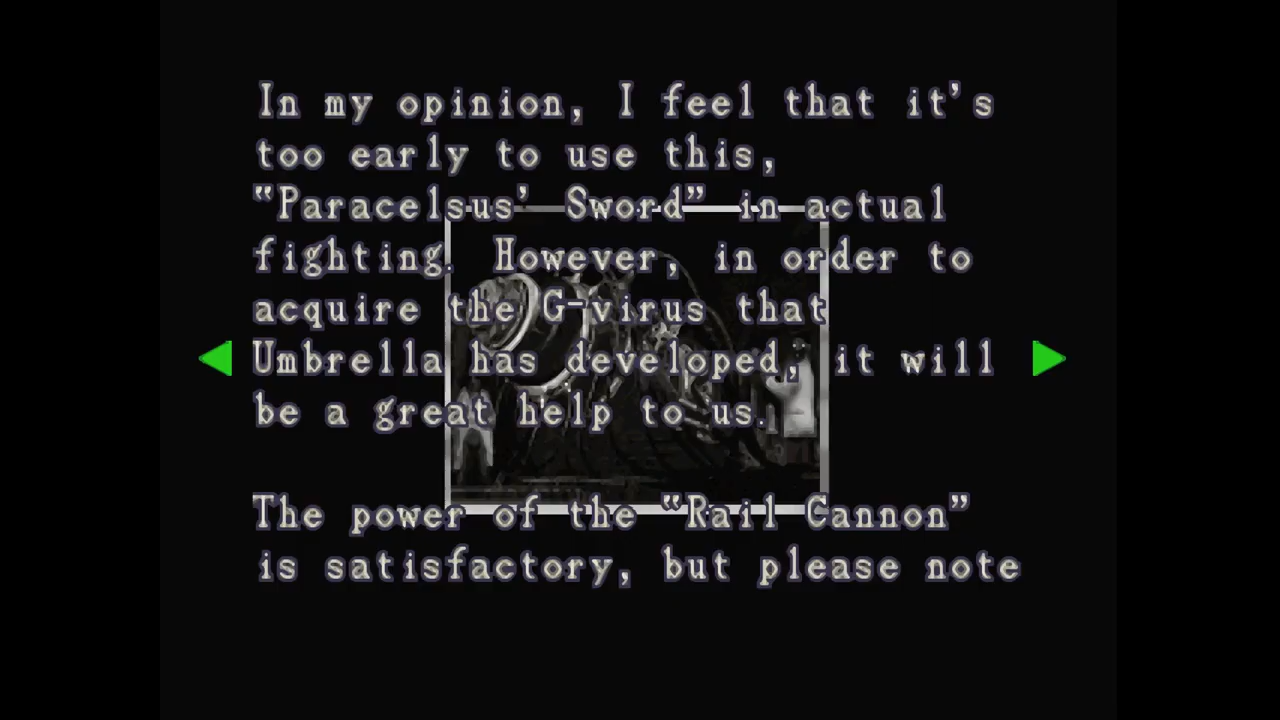 In my opinion, I feel that it's
too early to use this,
“Paracelsus’ Sword” in actual
fighting. However, in order to
acquire the G-virus that
Umbrella has developed, it will
be a great help to us.
The power of the “Rail Cannon”
is satisfactory, but please note